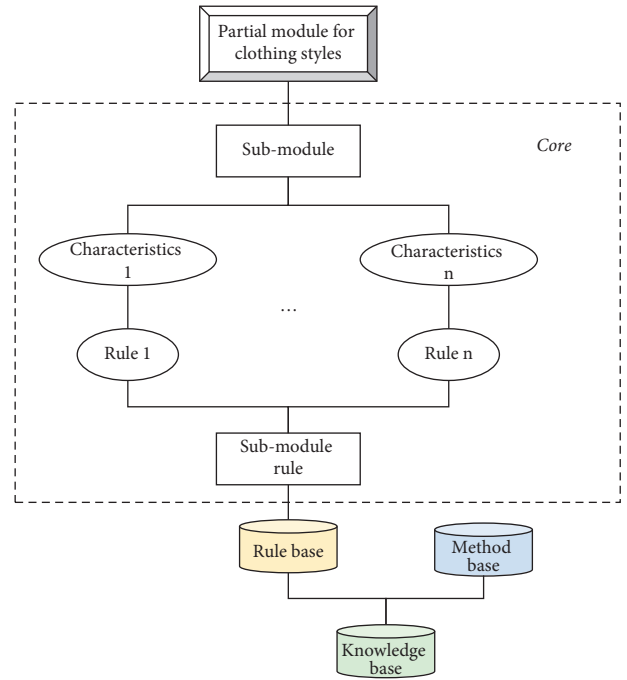 Partial module for
clothing styles
Sub-module
Core
Characteristics
1
Characteristics
n
...
Rule 1
Rule n
Sub-module
rule
Rule base
Method
base
Knowledge
base